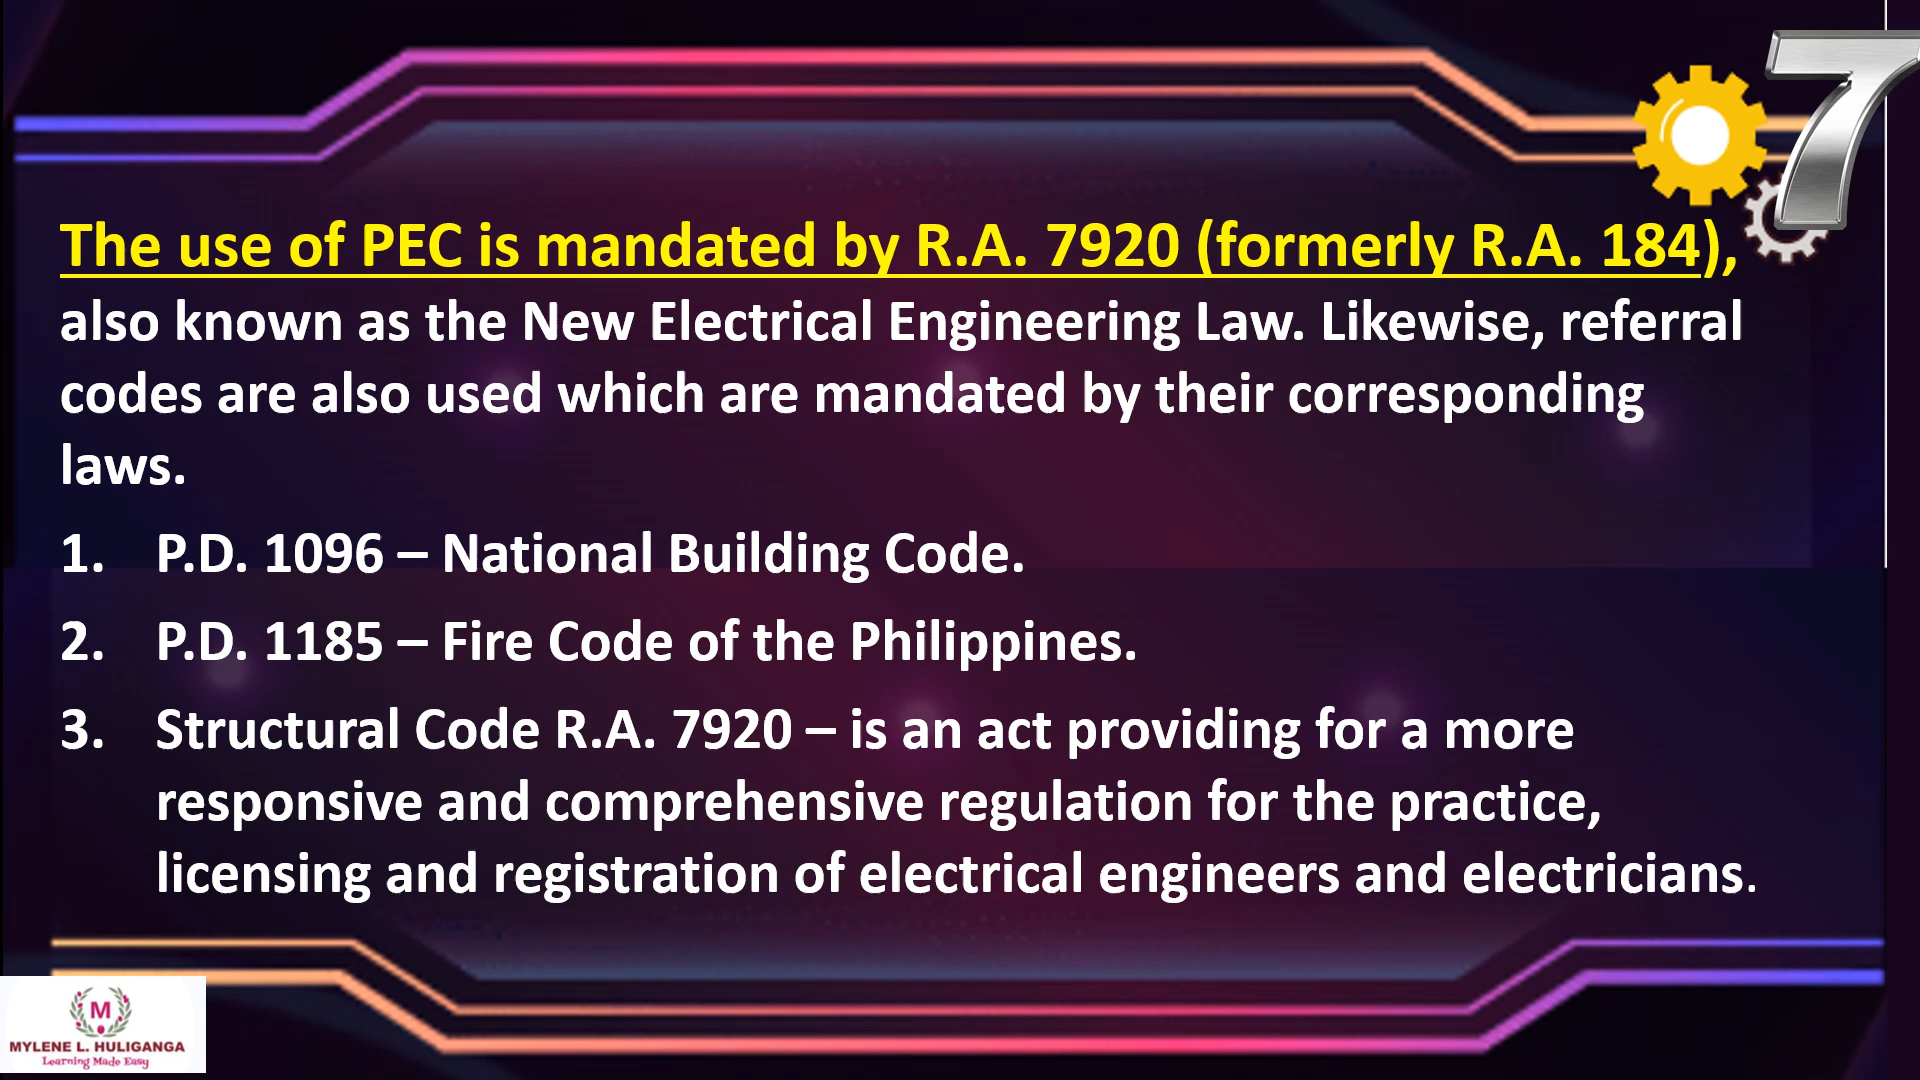 7
The use of PEC is mandated by R.A. 7920 (formerly R.A. 184),
also known as the New Electrical Engineering Law. Likewise, referral
codes are also used which are mandated by their corresponding
laws.
1. P.D. 1096 – National Building Code.
2. P.D. 1185 – Fire Code of the Philippines.
3. Structural Code R.A. 7920 – is an act providing for a more
responsive and comprehensive regulation for the practice,
licensing and registration of electrical engineers and electricians.
M
MYLENE L. HULIGANGA
Learning Made Easy